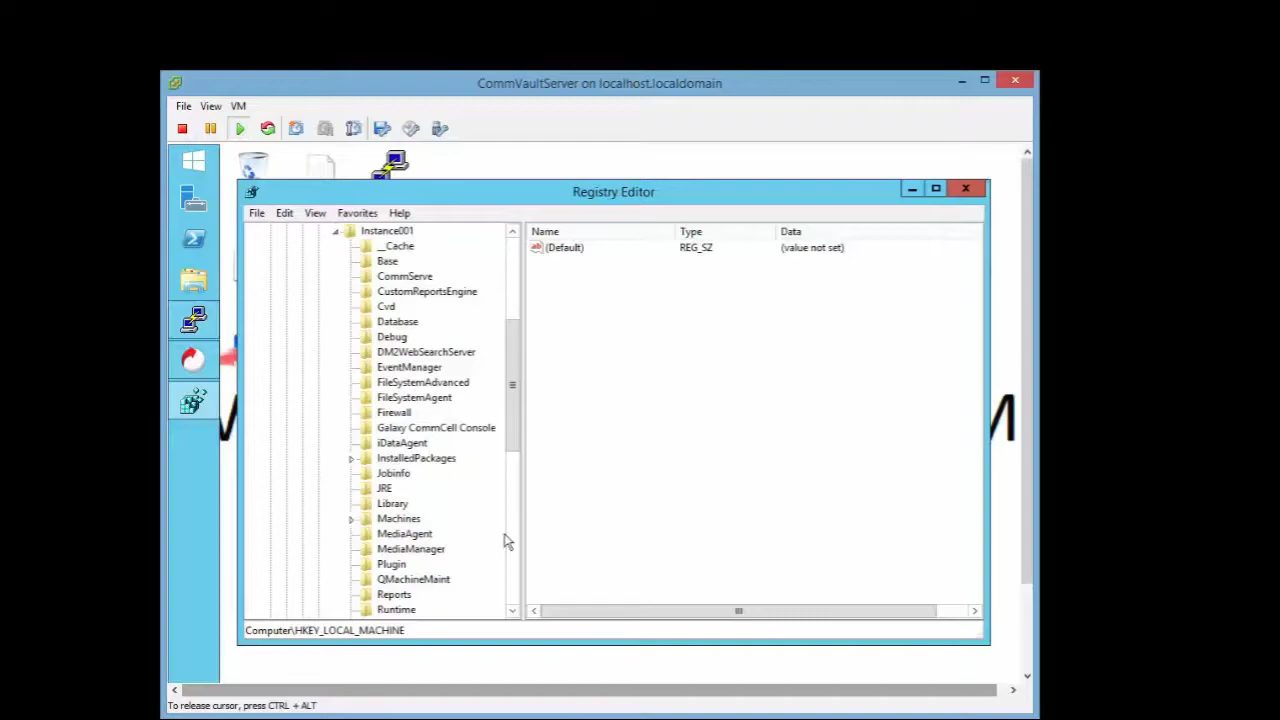 CommVaultServer on localhost.localdomain
File View VM
Registry Editor
File Edit View Favorites Help
Instance001
__Cache
Base
CommServe
CustomReportsEngine
Cvd
Database
Debug
DM2WebSearchServer
EventManager
FileSystemAdvanced
FileSystemAgent
Firewall
Galaxy CommCell Console
iDataAgent
InstalledPackages
Jobinfo
JRE
Library
Machines
MediaAgent
MediaManager
Plugin
QMachineMaint
Reports
Runtime
Name Type Data
(Default) REG_SZ (value not set)
Computer\HKEY_LOCAL_MACHINE
To release cursor, press CTRL + ALT